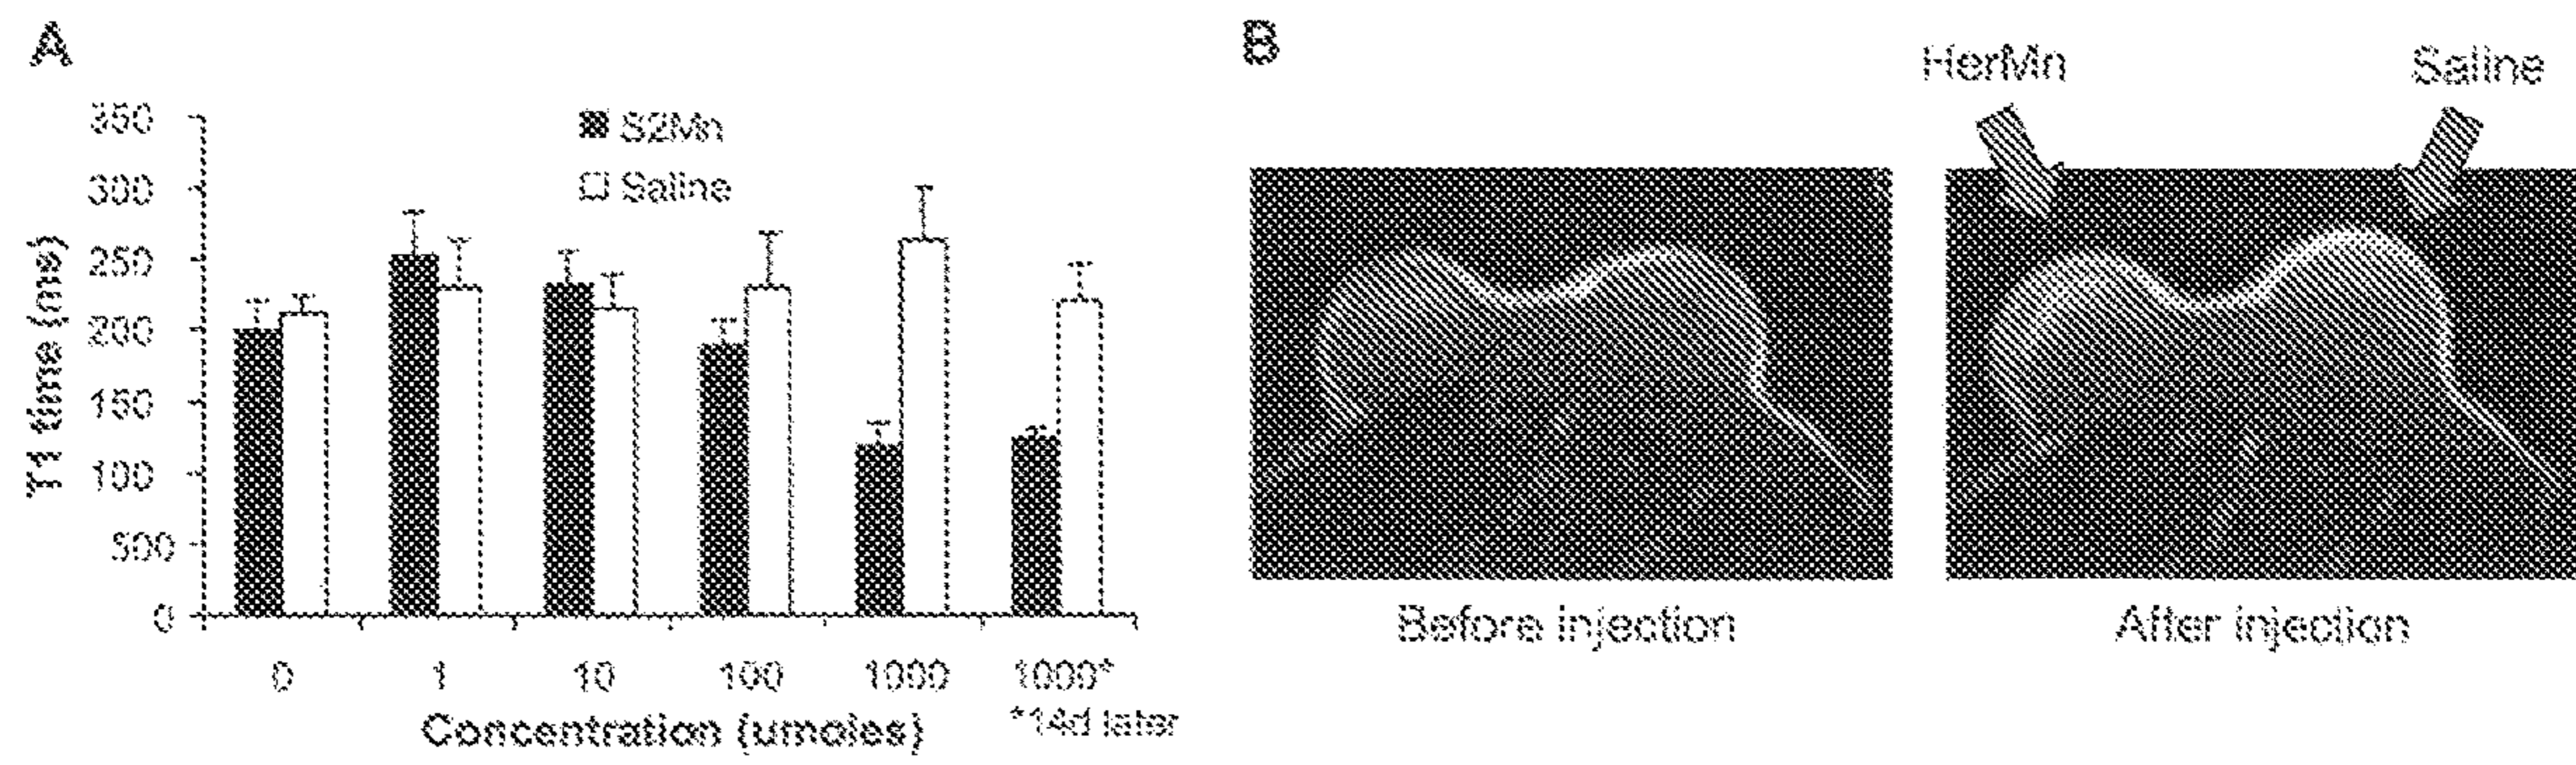 A
350
300
250
200
150
100
500
0
T1 time (ms)
S2Mn
Saline
0 1 10 100 1000 1000*
*14d later
Concentration (umoles)
B
HerMn Saline
Before injection After injection